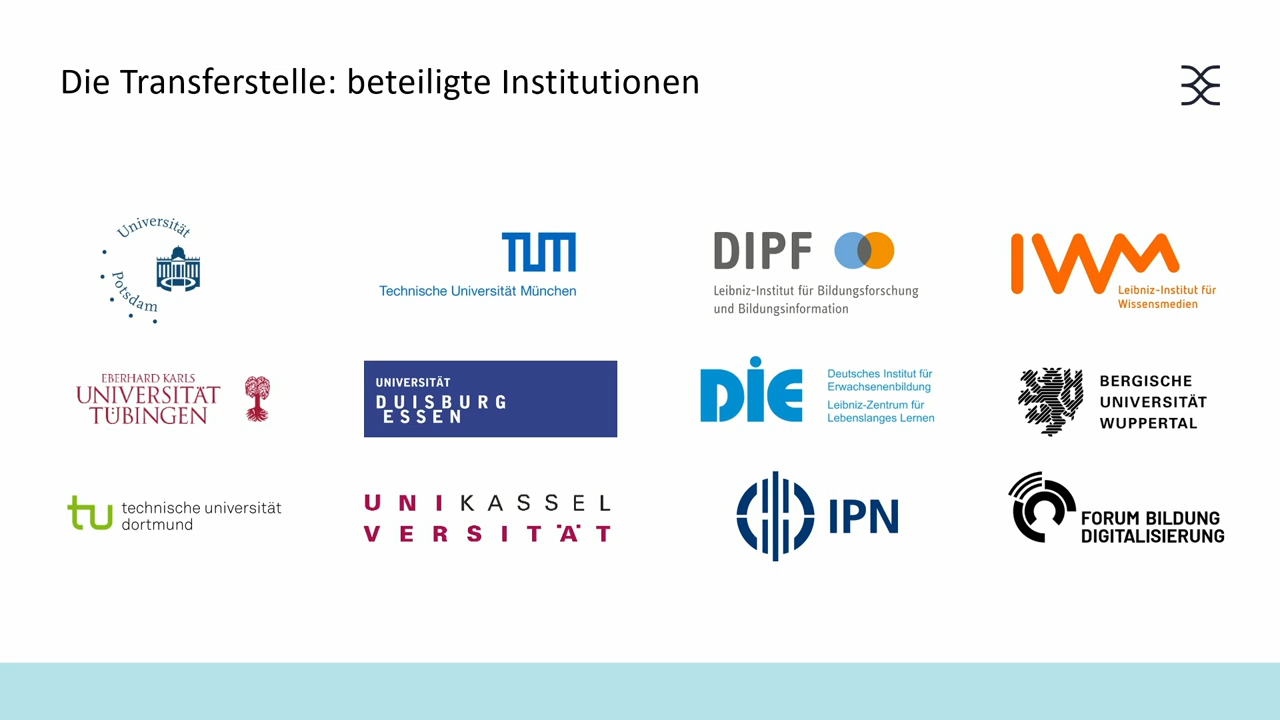 Die Transferstelle: beteiligte Institutionen
Universität
Potsdam
TUM
Technische Universität München
DIPF
Leibniz-Institut für Bildungsforschung
und Bildungsinformation
IWM
Leibniz-Institut für
Wissensmedien
EBERHARD KARLS
UNIVERSITÄT
TÜBINGEN
UNIVERSITÄT
DUISBURG
ESSEN
DIE
Deutsches Institut für
Erwachsenenbildung
Leibniz-Zentrum für
Lebenslanges Lernen
BERGISCHE
UNIVERSITÄT
WUPPERTAL
tu
technische universität
dortmund
UNIKASSEL
VERSITÄT
IPN
FORUM BILDUNG
DIGITALISIERUNG